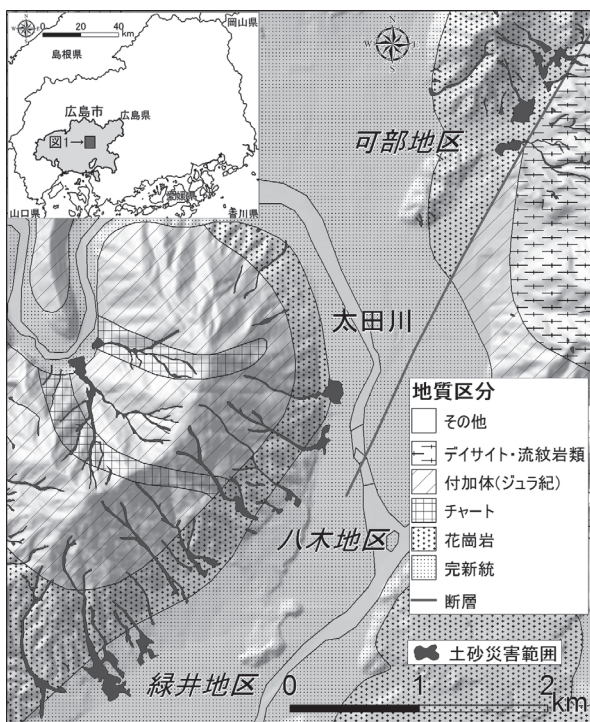 N
W
E
S
0 20 40
km
岡山県
島根県
広島市
広島県
図1→
愛媛県
山口県
香川県
N
W
E
S
可部地区
太田川
八木地区
緑井地区
地質区分
その他
デイサイト・流紋岩類
付加体(ジュラ紀)
チャート
花崗岩
完新統
断層
土砂災害範囲
0 1 2
km